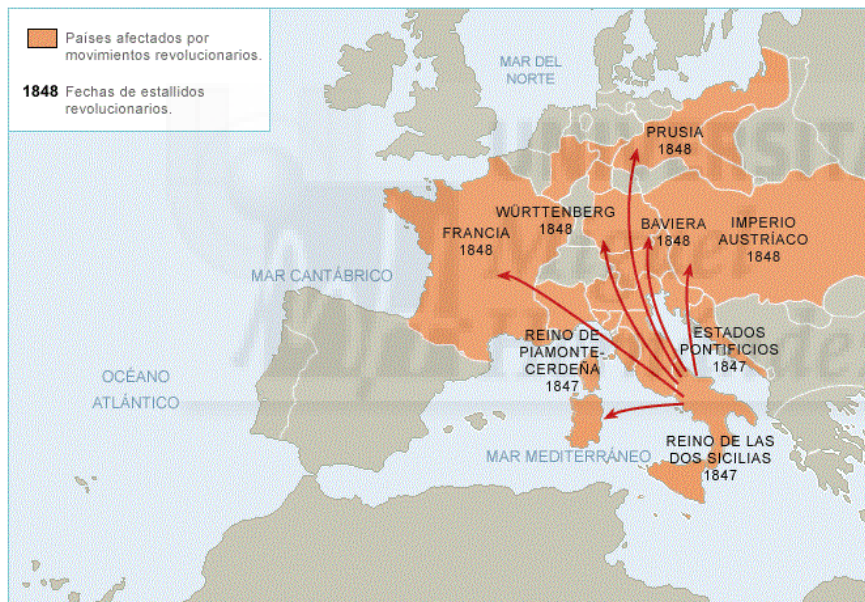 Países afectados por
movimientos revolucionarios.
1848 Fechas de estallidos
revolucionarios.
MAR DEL
NORTE
PRUSIA
1848
WÜRTTENBERG
1848
FRANCIA
1848
BAVIERA
1848
IMPERIO
AUSTRÍACO
1848
MAR CANTÁBRICO
REINO DE
PIAMONTE-
CERDEÑA
1847
ESTADOS
PONTIFICIOS
1847
OCÉANO
ATLÁNTICO
MAR MEDITERRÁNEO
REINO DE LAS
DOS SICILIAS
1847
UNIVERSIT
Miguel